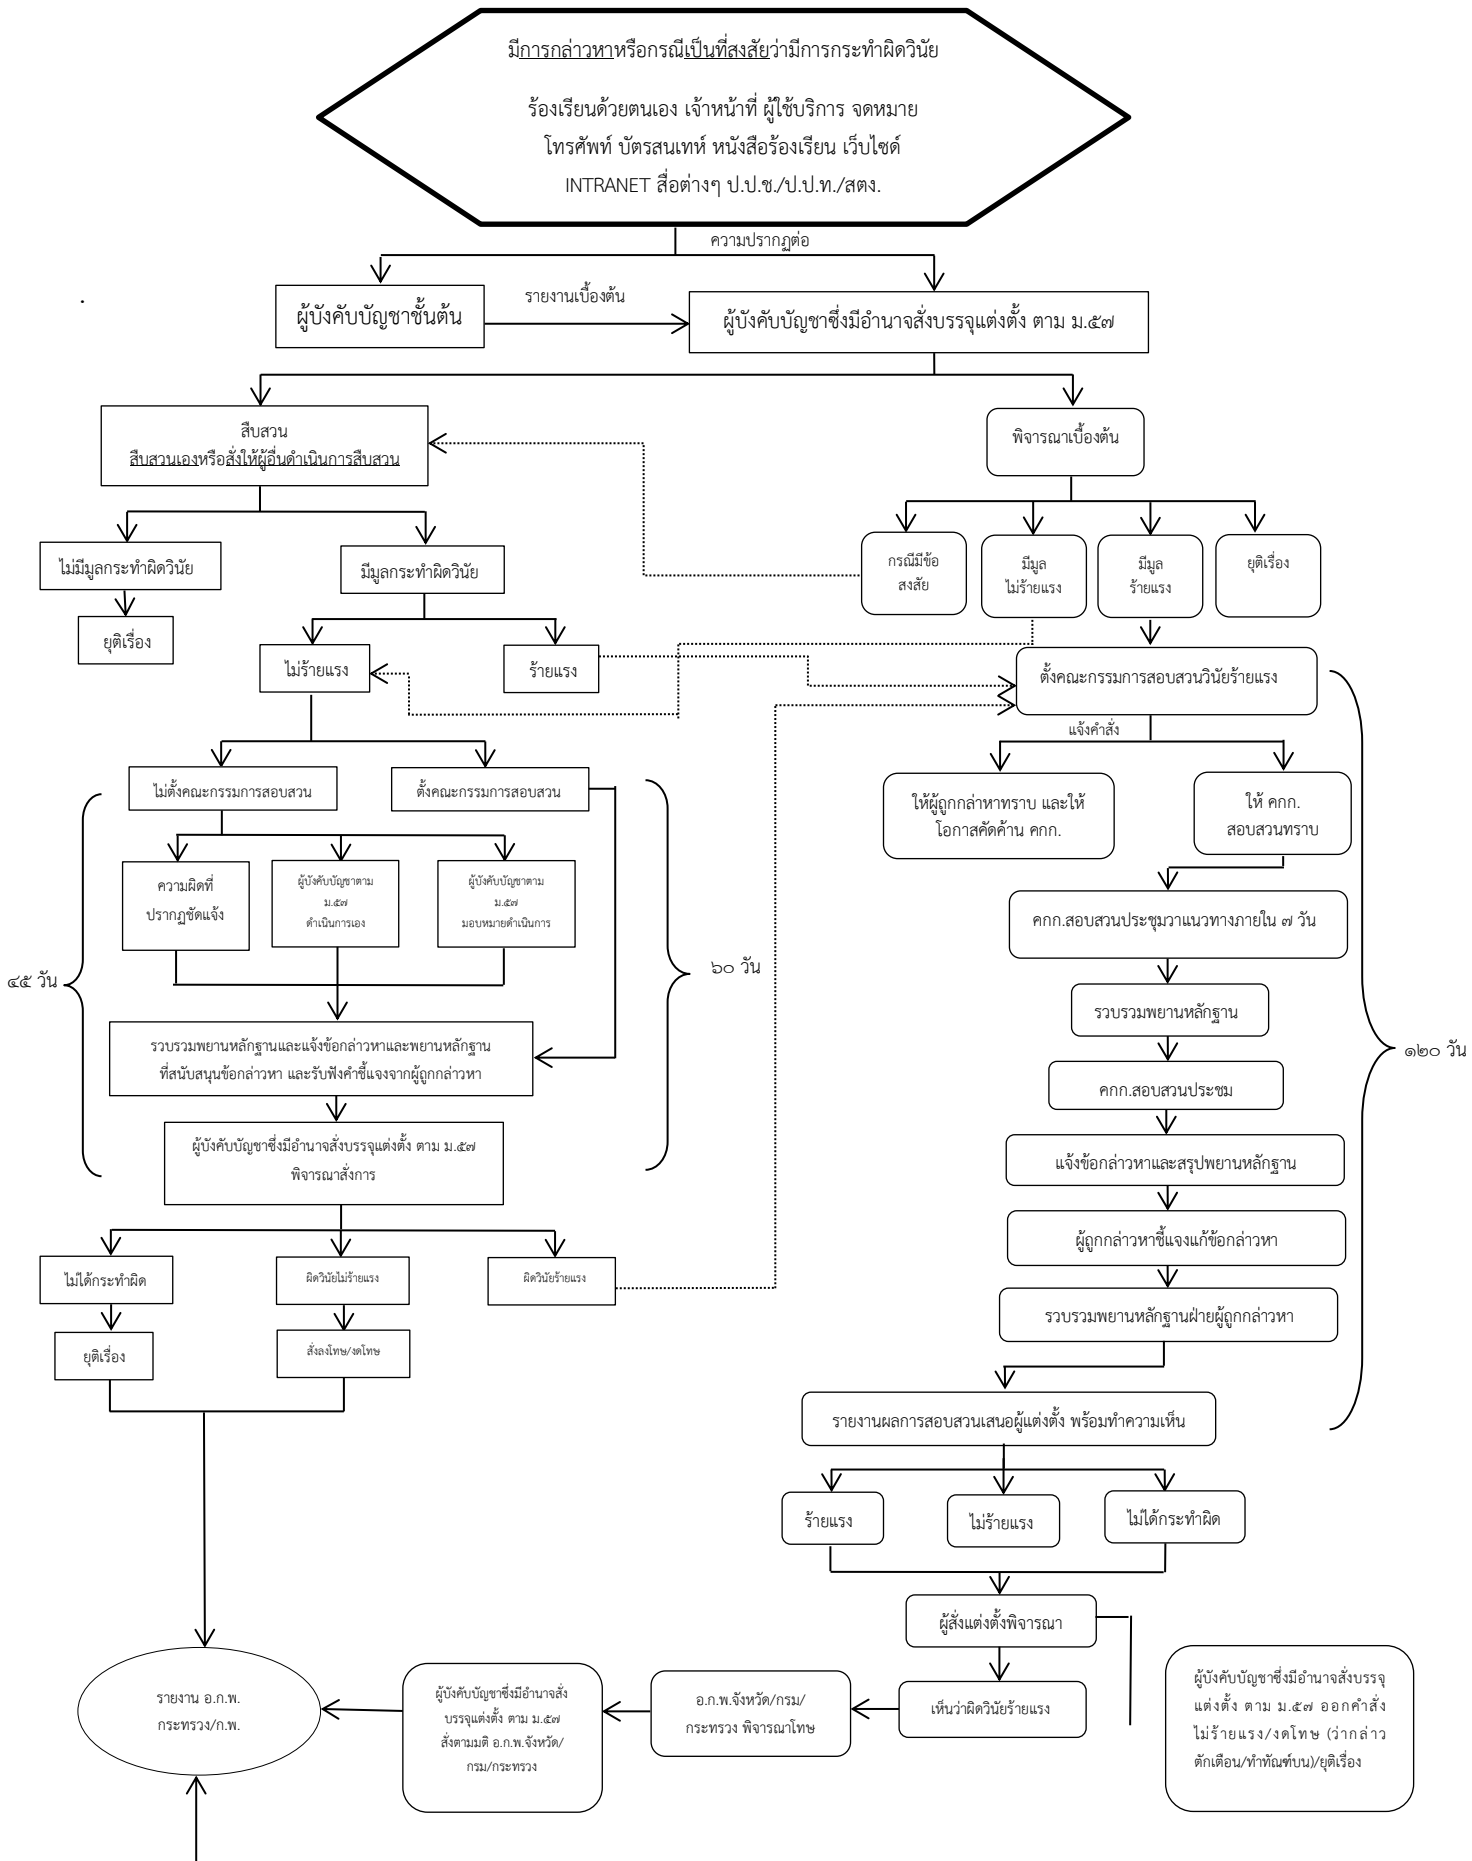 มีการกล่าวหาหรือกรณีเป็นที่สงสัยว่ามีการกระทำผิดวินัย
ร้องเรียนด้วยตนเอง เจ้าหน้าที่ ผู้ใช้บริการ จดหมาย
โทรศัพท์ บัตรสนเทห์ หนังสือร้องเรียน เว็บไซด์
INTRANET สื่อต่างๆ ป.ป.ช./ป.ป.ท./สตง.
ความปรากฏต่อ
ผู้บังคับบัญชาชั้นต้น
รายงานเบื้องต้น
ผู้บังคับบัญชาซึ่งมีอำนาจสั่งบรรจุแต่งตั้ง ตาม ม.๕๗
สืบสวน
สืบสวนเองหรือสั่งให้ผู้อื่นดำเนินการสืบสวน
พิจารณาเบื้องต้น
ไม่มีมูลกระทำผิดวินัย
มีมูลกระทำผิดวินัย
กรณีมีข้อ
สงสัย
มีมูล
ไม่ร้ายแรง
มีมูล
ร้ายแรง
ยุติเรื่อง
ยุติเรื่อง
ไม่ร้ายแรง
ร้ายแรง
ตั้งคณะกรรมการสอบสวนวินัยร้ายแรง
แจ้งคำสั่ง
ไม่ตั้งคณะกรรมการสอบสวน
ตั้งคณะกรรมการสอบสวน
ให้ผู้ถูกกล่าหาทราบ และให้
โอกาสคัดค้าน คกก.
ให้ คกก.
สอบสวนทราบ
ความผิดที่
ปรากฏชัดแจ้ง
ผู้บังคับบัญชาตาม
ม.๕๗
ดำเนินการเอง
ผู้บังคับบัญชาตาม
ม.๕๗
มอบหมายดำเนินการ
คกก.สอบสวนประชุมวาแนวทางภายใน ๗ วัน
๔๕ วัน
๖๐ วัน
รวบรวมพยานหลักฐาน
รวบรวมพยานหลักฐานและแจ้งข้อกล่าวหาและพยานหลักฐาน
ที่สนับสนุนข้อกล่าวหา และรับฟังคำชี้แจงจากผู้ถูกกล่าวหา
๑๒๐ วัน
คกก.สอบสวนประชม
ผู้บังคับบัญชาซึ่งมีอำนาจสั่งบรรจุแต่งตั้ง ตาม ม.๕๗
พิจารณาสั่งการ
แจ้งข้อกล่าวหาและสรุปพยานหลักฐาน
ผู้ถูกกล่าวหาชี้แจงแก้ข้อกล่าวหา
ไม่ได้กระทำผิด
ผิดวินัยไม่ร้ายแรง
ผิดวินัยร้ายแรง
รวบรวมพยานหลักฐานฝ่ายผู้ถูกกล่าวหา
ยุติเรื่อง
สั่งลงโทษ/งดโทษ
รายงานผลการสอบสวนเสนอผู้แต่งตั้ง พร้อมทำความเห็น
ร้ายแรง
ไม่ร้ายแรง
ไม่ได้กระทำผิด
ผู้สั่งแต่งตั้งพิจารณา
รายงาน อ.ก.พ.
กระทรวง/ก.พ.
ผู้บังคับบัญชาซึ่งมีอำนาจสั่ง
บรรจุแต่งตั้ง ตาม ม.๕๗
สั่งตามมติ อ.ก.พ.จังหวัด/
กรม/กระทรวง
อ.ก.พ.จังหวัด/กรม/
กระทรวง พิจารณาโทษ
เห็นว่าผิดวินัยร้ายแรง
ผู้บังคับบัญชาซึ่งมีอำนาจสั่งบรรจุ
แต่งตั้ง ตาม ม.๕๗ ออกคำสั่ง
ไม่ร้ายแรง/งดโทษ (ว่ากล่าว
ตักเตือน/ทำทัณฑ์บน)/ยุติเรื่อง